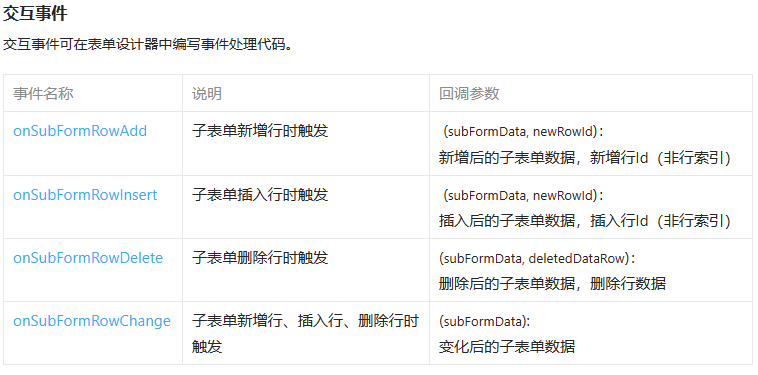 交互事件
交互事件可在表单设计器中编写事件处理代码。
事件名称 说明 回调参数
onSubFormRowAdd 子表单新增行时触发 (subFormData, newRowId)：
新增后的子表单数据，新增行Id（非行索引）
onSubFormRowInsert 子表单插入行时触发 (subFormData, newRowId)：
插入后的子表单数据，插入行Id（非行索引）
onSubFormRowDelete 子表单删除行时触发 (subFormData, deletedDataRow)：
删除后的子表单数据，删除行数据
onSubFormRowChange 子表单新增行、插入行、删除行时 (subFormData):
触发 变化后的子表单数据